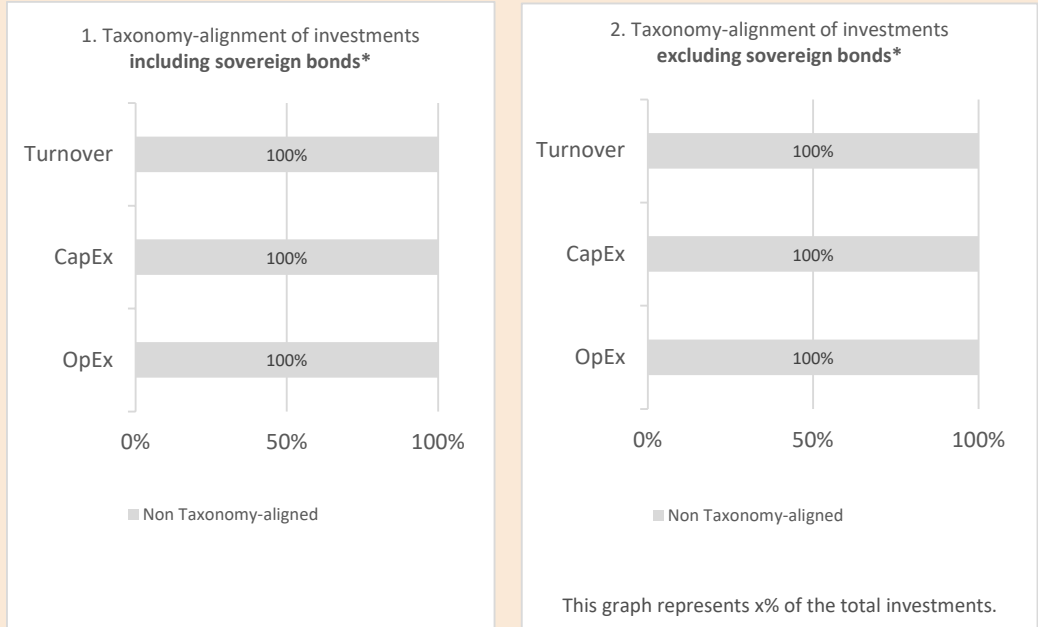 1. Taxonomy-alignment of investments
including sovereign bonds*
Turnover
100%
CapEx
100%
OpEx
100%
0% 50% 100%
Non Taxonomy-aligned
2. Taxonomy-alignment of investments
excluding sovereign bonds*
Turnover
100%
CapEx
100%
OpEx
100%
0% 50% 100%
Non Taxonomy-aligned
This graph represents x% of the total investments.